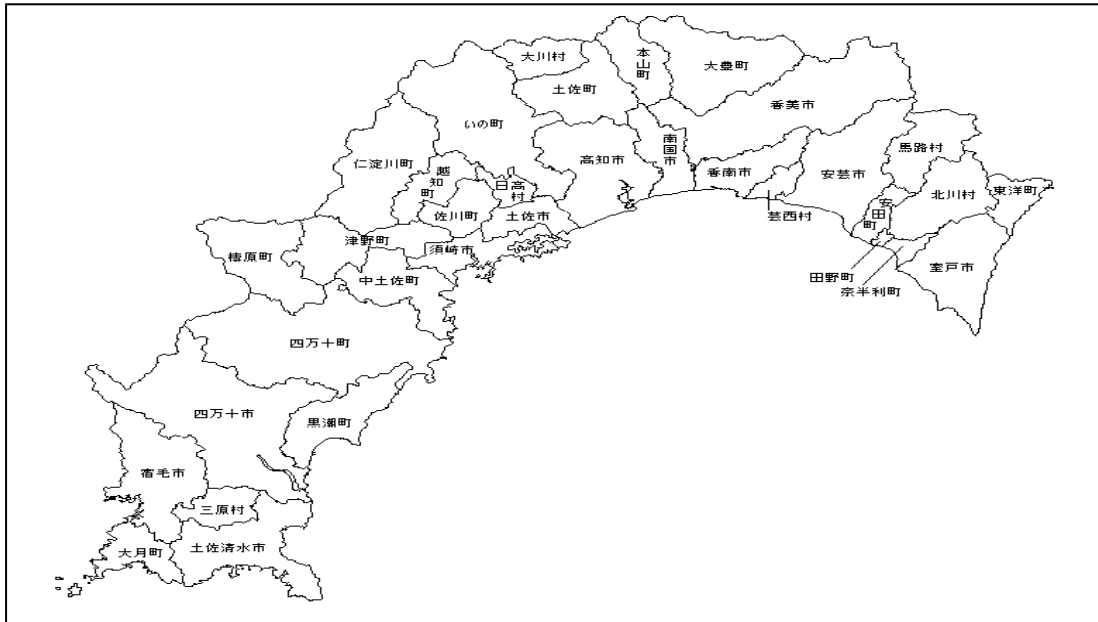 大川村
本山町
大豊町
土佐町
香美市
いの町
南国市
高知市
馬路村
仁淀川町
越知町
日高村
香南市
安芸市
北川村
東洋町
佐川町
土佐市
芸西村
安田町
津野町
須崎市
檮原町
中土佐町
田野町
奈半利町
室戸市
四万十町
四万十市
黒潮町
宿毛市
三原村
大月町
土佐清水市